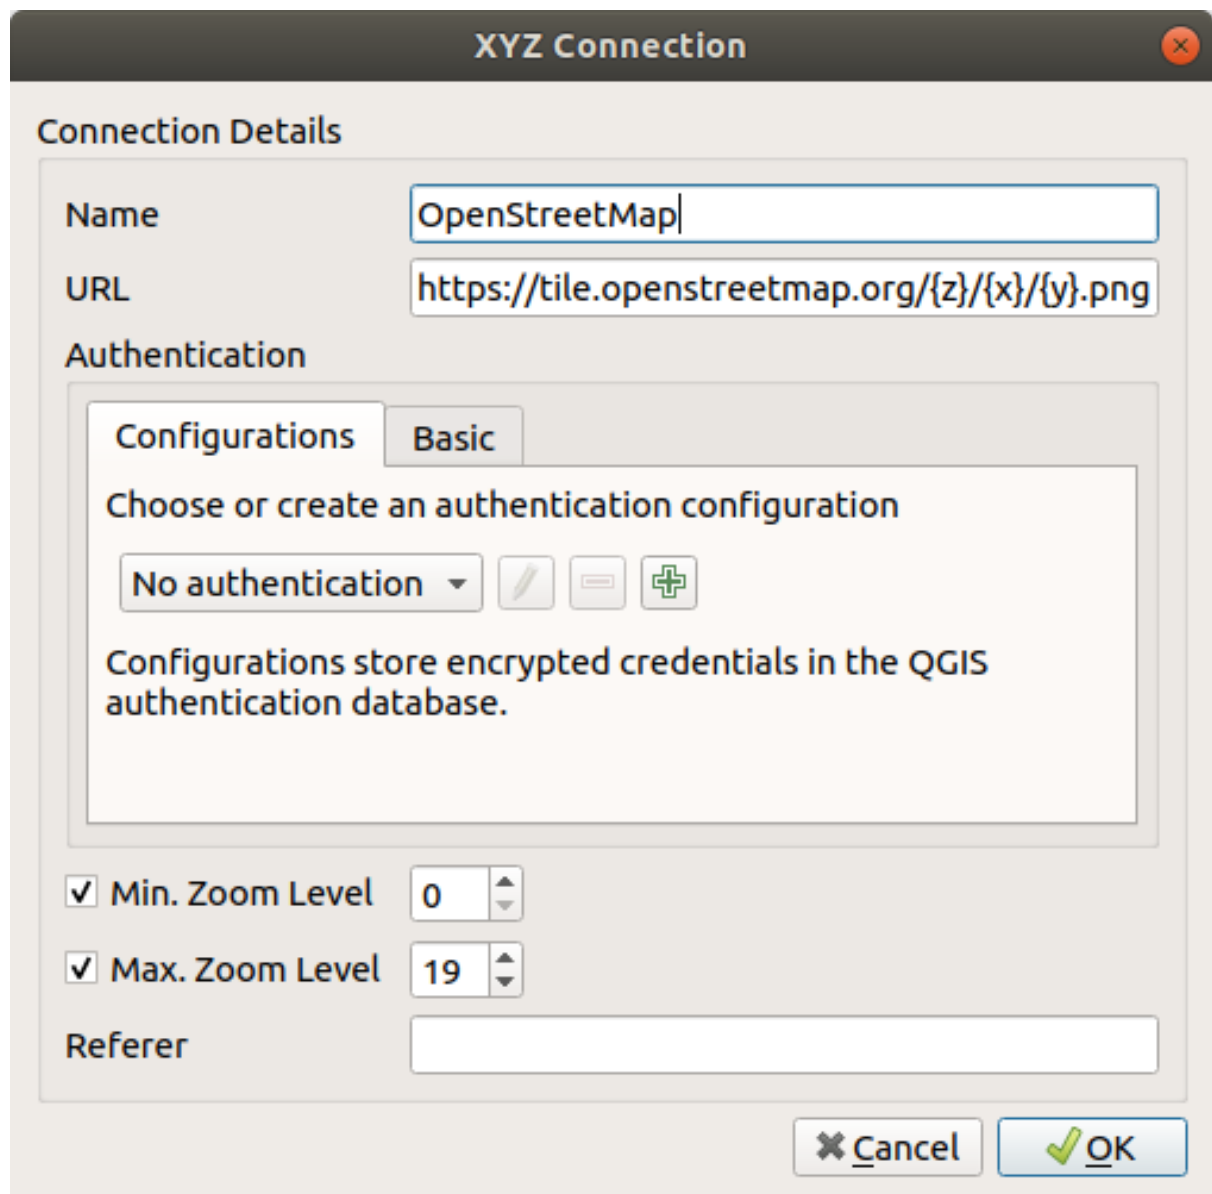 XYZ Connection
Connection Details
Name
OpenStreetMap
URL
https://tile.openstreetmap.org/{z}/{x}/{y}.png
Authentication
Configurations
Basic
Choose or create an authentication configuration
No authentication
Configurations store encrypted credentials in the QGIS
authentication database.
Min. Zoom Level
0
Max. Zoom Level
19
Referer
Cancel
OK